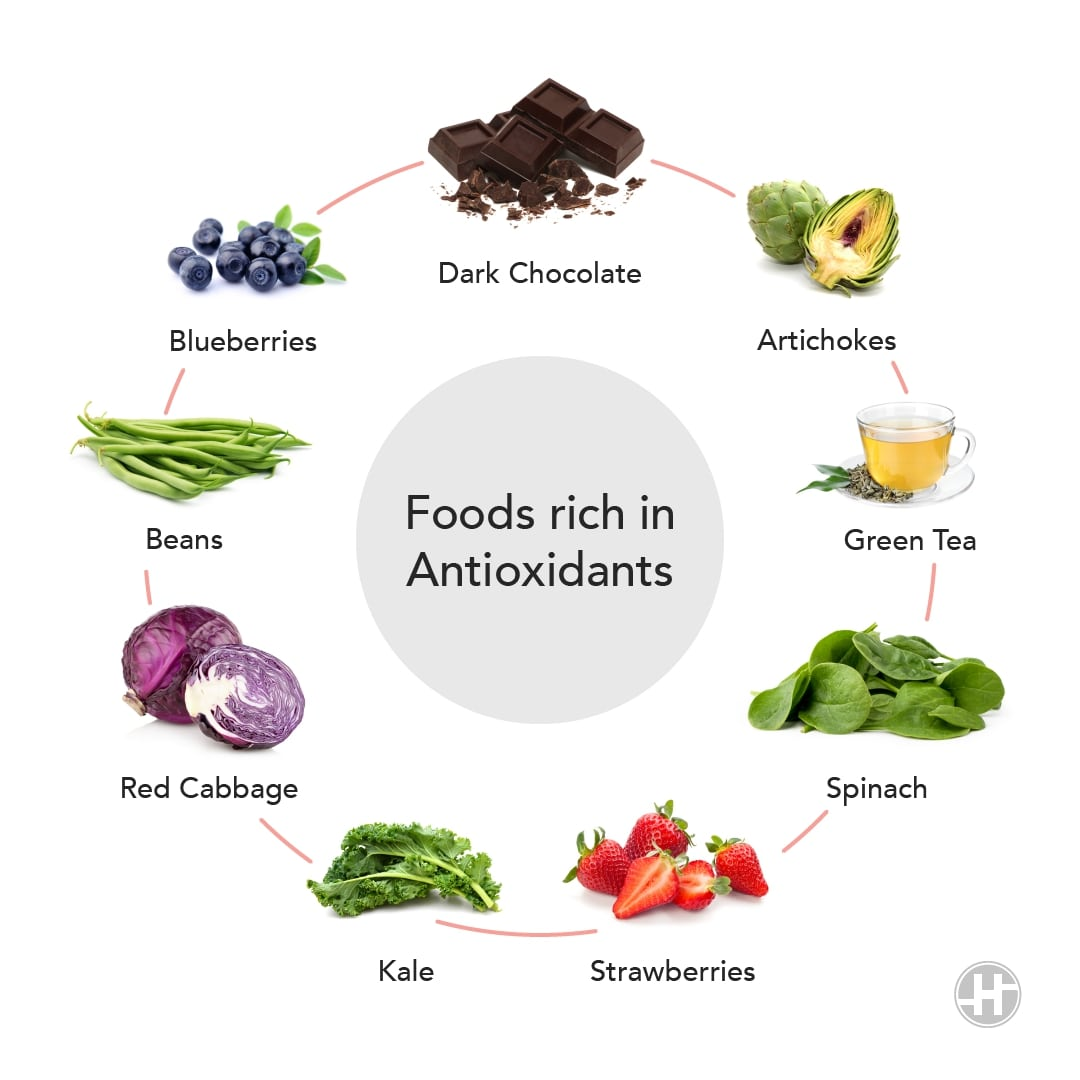 Dark Chocolate
Blueberries
Artichokes
Foods rich in
Antioxidants
Beans
Green Tea
Red Cabbage
Spinach
Kale
Strawberries
H